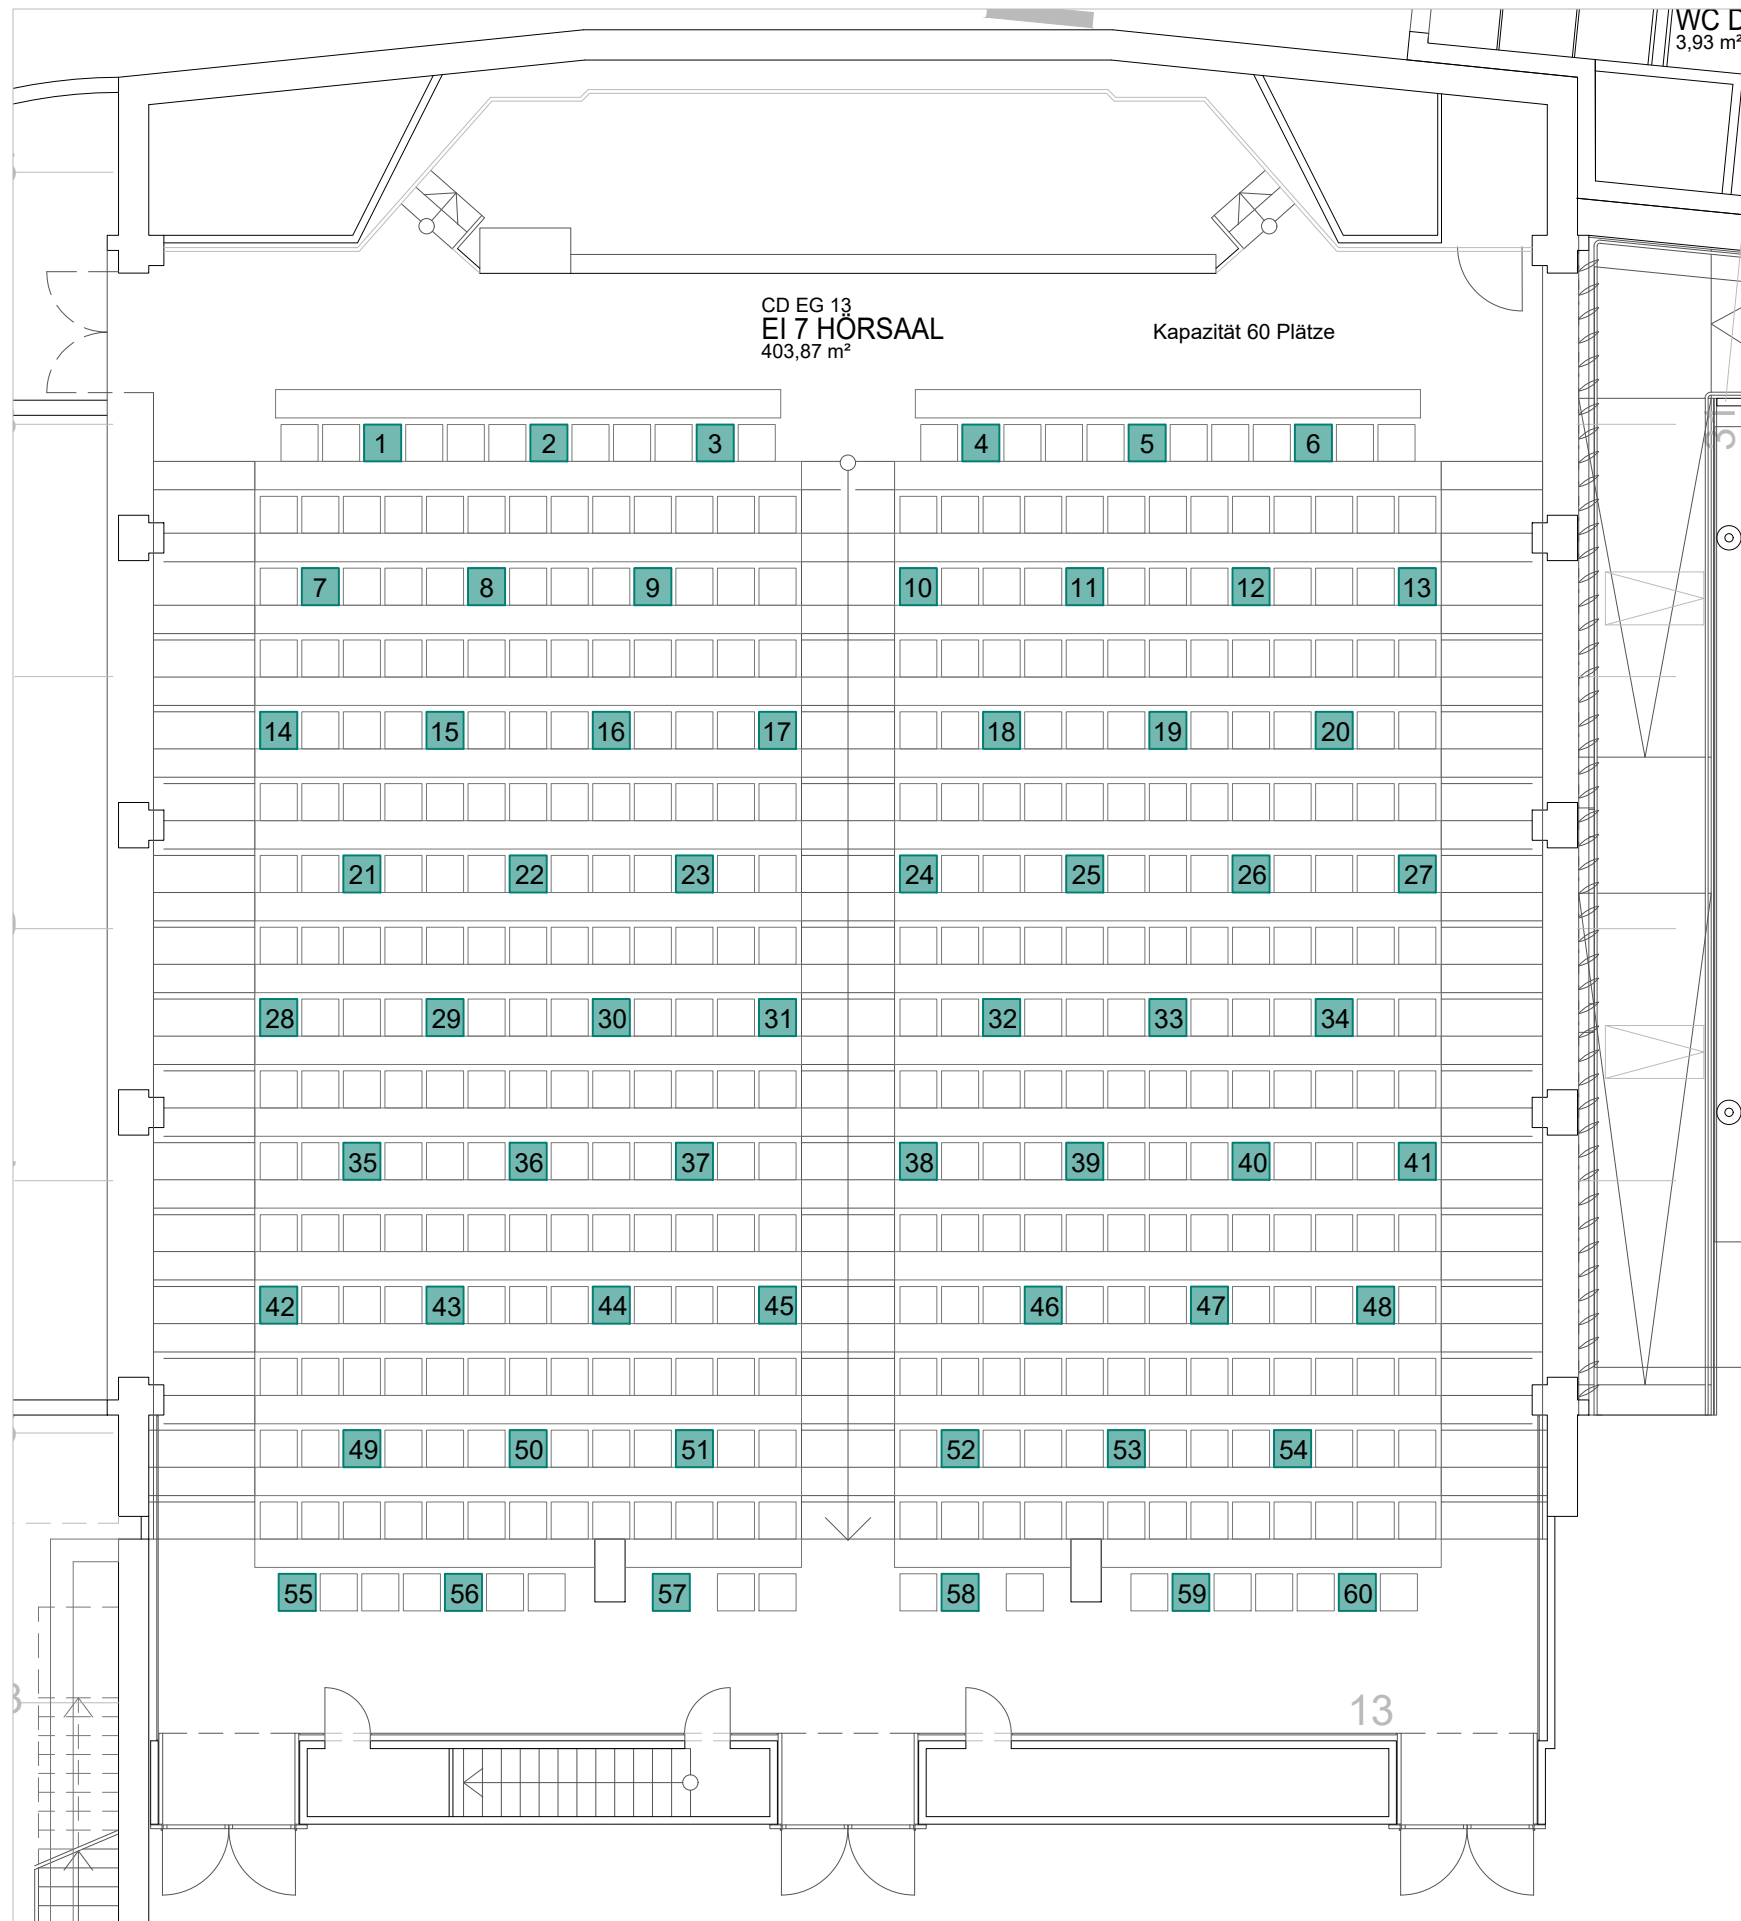 WC D
3,93 m²
CD EG 13
EI 7 HÖRSAAL
403,87 m²
Kapazität 60 Plätze
1 2 3 4 5 6
7 8 9 10 11 12 13
14 15 16 17 18 19 20
21 22 23 24 25 26 27
28 29 30 31 32 33 34
35 36 37 38 39 40 41
42 43 44 45 46 47 48
49 50 51 52 53 54
55 56 57 58 59 60
13